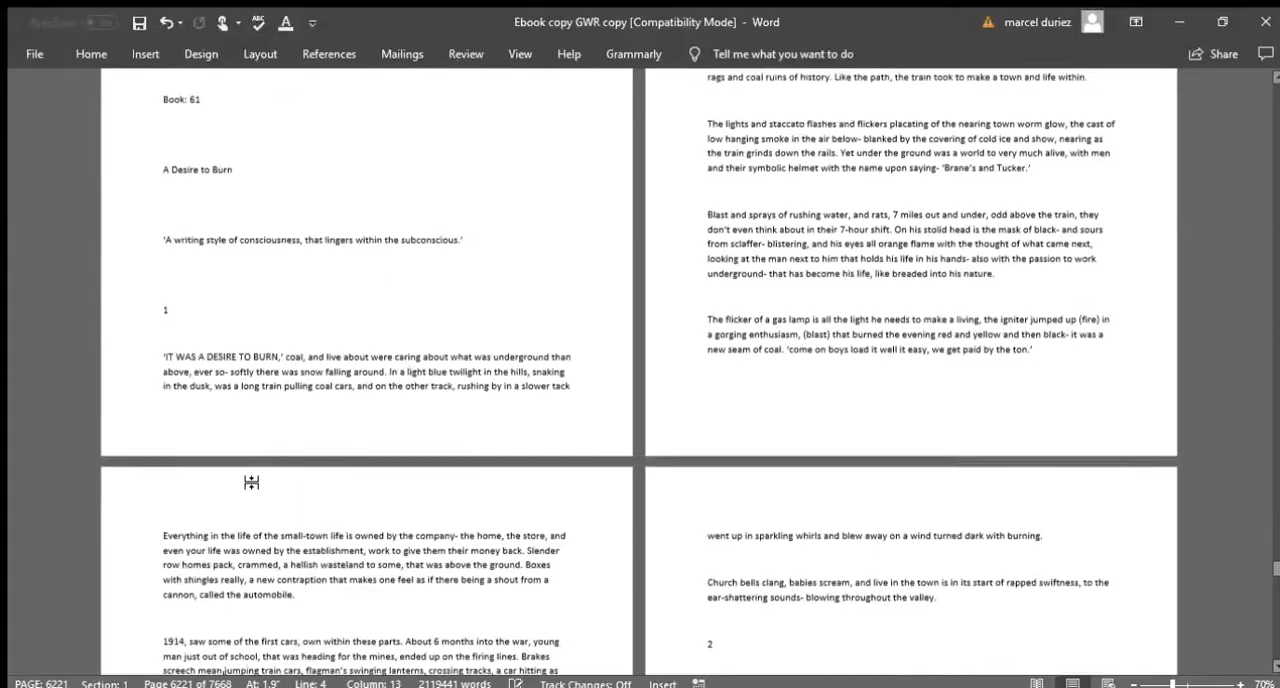 Ebook copy GWR copy [Compatibility Mode] - Word
marcel duriez
File Home Insert Design Layout References Mailings Review View Help Grammarly Tell me what you want to do Share
Book: 61
A Desire to Burn
'A writing style of consciousness, that lingers within the subconscious.'
1
'IT WAS A DESIRE TO BURN,' coal, and live about were caring about what was underground than
above, ever so- softly there was snow falling around. In a light blue twilight in the hills, snaking
in the dusk, was a long train pulling coal cars, and on the other track, rushing by in a slower tack
rags and coal ruins of history. Like the path, the train took to make a town and life within.
The lights and staccato flashes and flickers placating of the nearing town worm glow, the cast of
low hanging smoke in the air below- blanked by the covering of cold ice and show, nearing as
the train grinds down the rails. Yet under the ground was a world to very much alive, with men
and their symbolic helmet with the name upon saying- 'Brane's and Tucker.'
Blast and sprays of rushing water, and rats, 7 miles out and under, odd above the train, they
don't even think about in their 7-hour shift. On his stolid head is the mask of black- and sours
from sclaffer- blistering, and his eyes all orange flame with the thought of what came next,
looking at the man next to him that holds his life in his hands- also with the passion to work
underground- that has become his life, like breaded into his nature.
The flicker of a gas lamp is all the light he needs to make a living, the igniter jumped up (fire) in
a gorging enthusiasm, (blast) that burned the evening red and yellow and then black- it was a
new seam of coal. 'come on boys load it well it easy, we get paid by the ton.'
Everything in the life of the small-town life is owned by the company- the home, the store, and
even your life was owned by the establishment, work to give them their money back. Slender
row homes pack, crammed, a hellish wasteland to some, that was above the ground. Boxes
with shingles really, a new contraption that makes one feel as if there being a shout from a
cannon, called the automobile.
1914, saw some of the first cars, own within these parts. About 6 months into the war, young
man just out of school, that was heading for the mines, ended up on the firing lines. Brakes
screech mean,jumping train cars, flagman's swinging lanterns, crossing tracks, a car hitting as
went up in sparkling whirls and blew away on a wind turned dark with burning.
Church bells clang, babies scream, and live in the town is in its start of rapped swiftness, to the
ear-shattering sounds- blowing throughout the valley.
2
PAGE: 6221 Section: 1 Page 6221 of 7668 At: 1.9" Line: 4 Column: 13 2119441 words Track Changes: Off Insert 70%